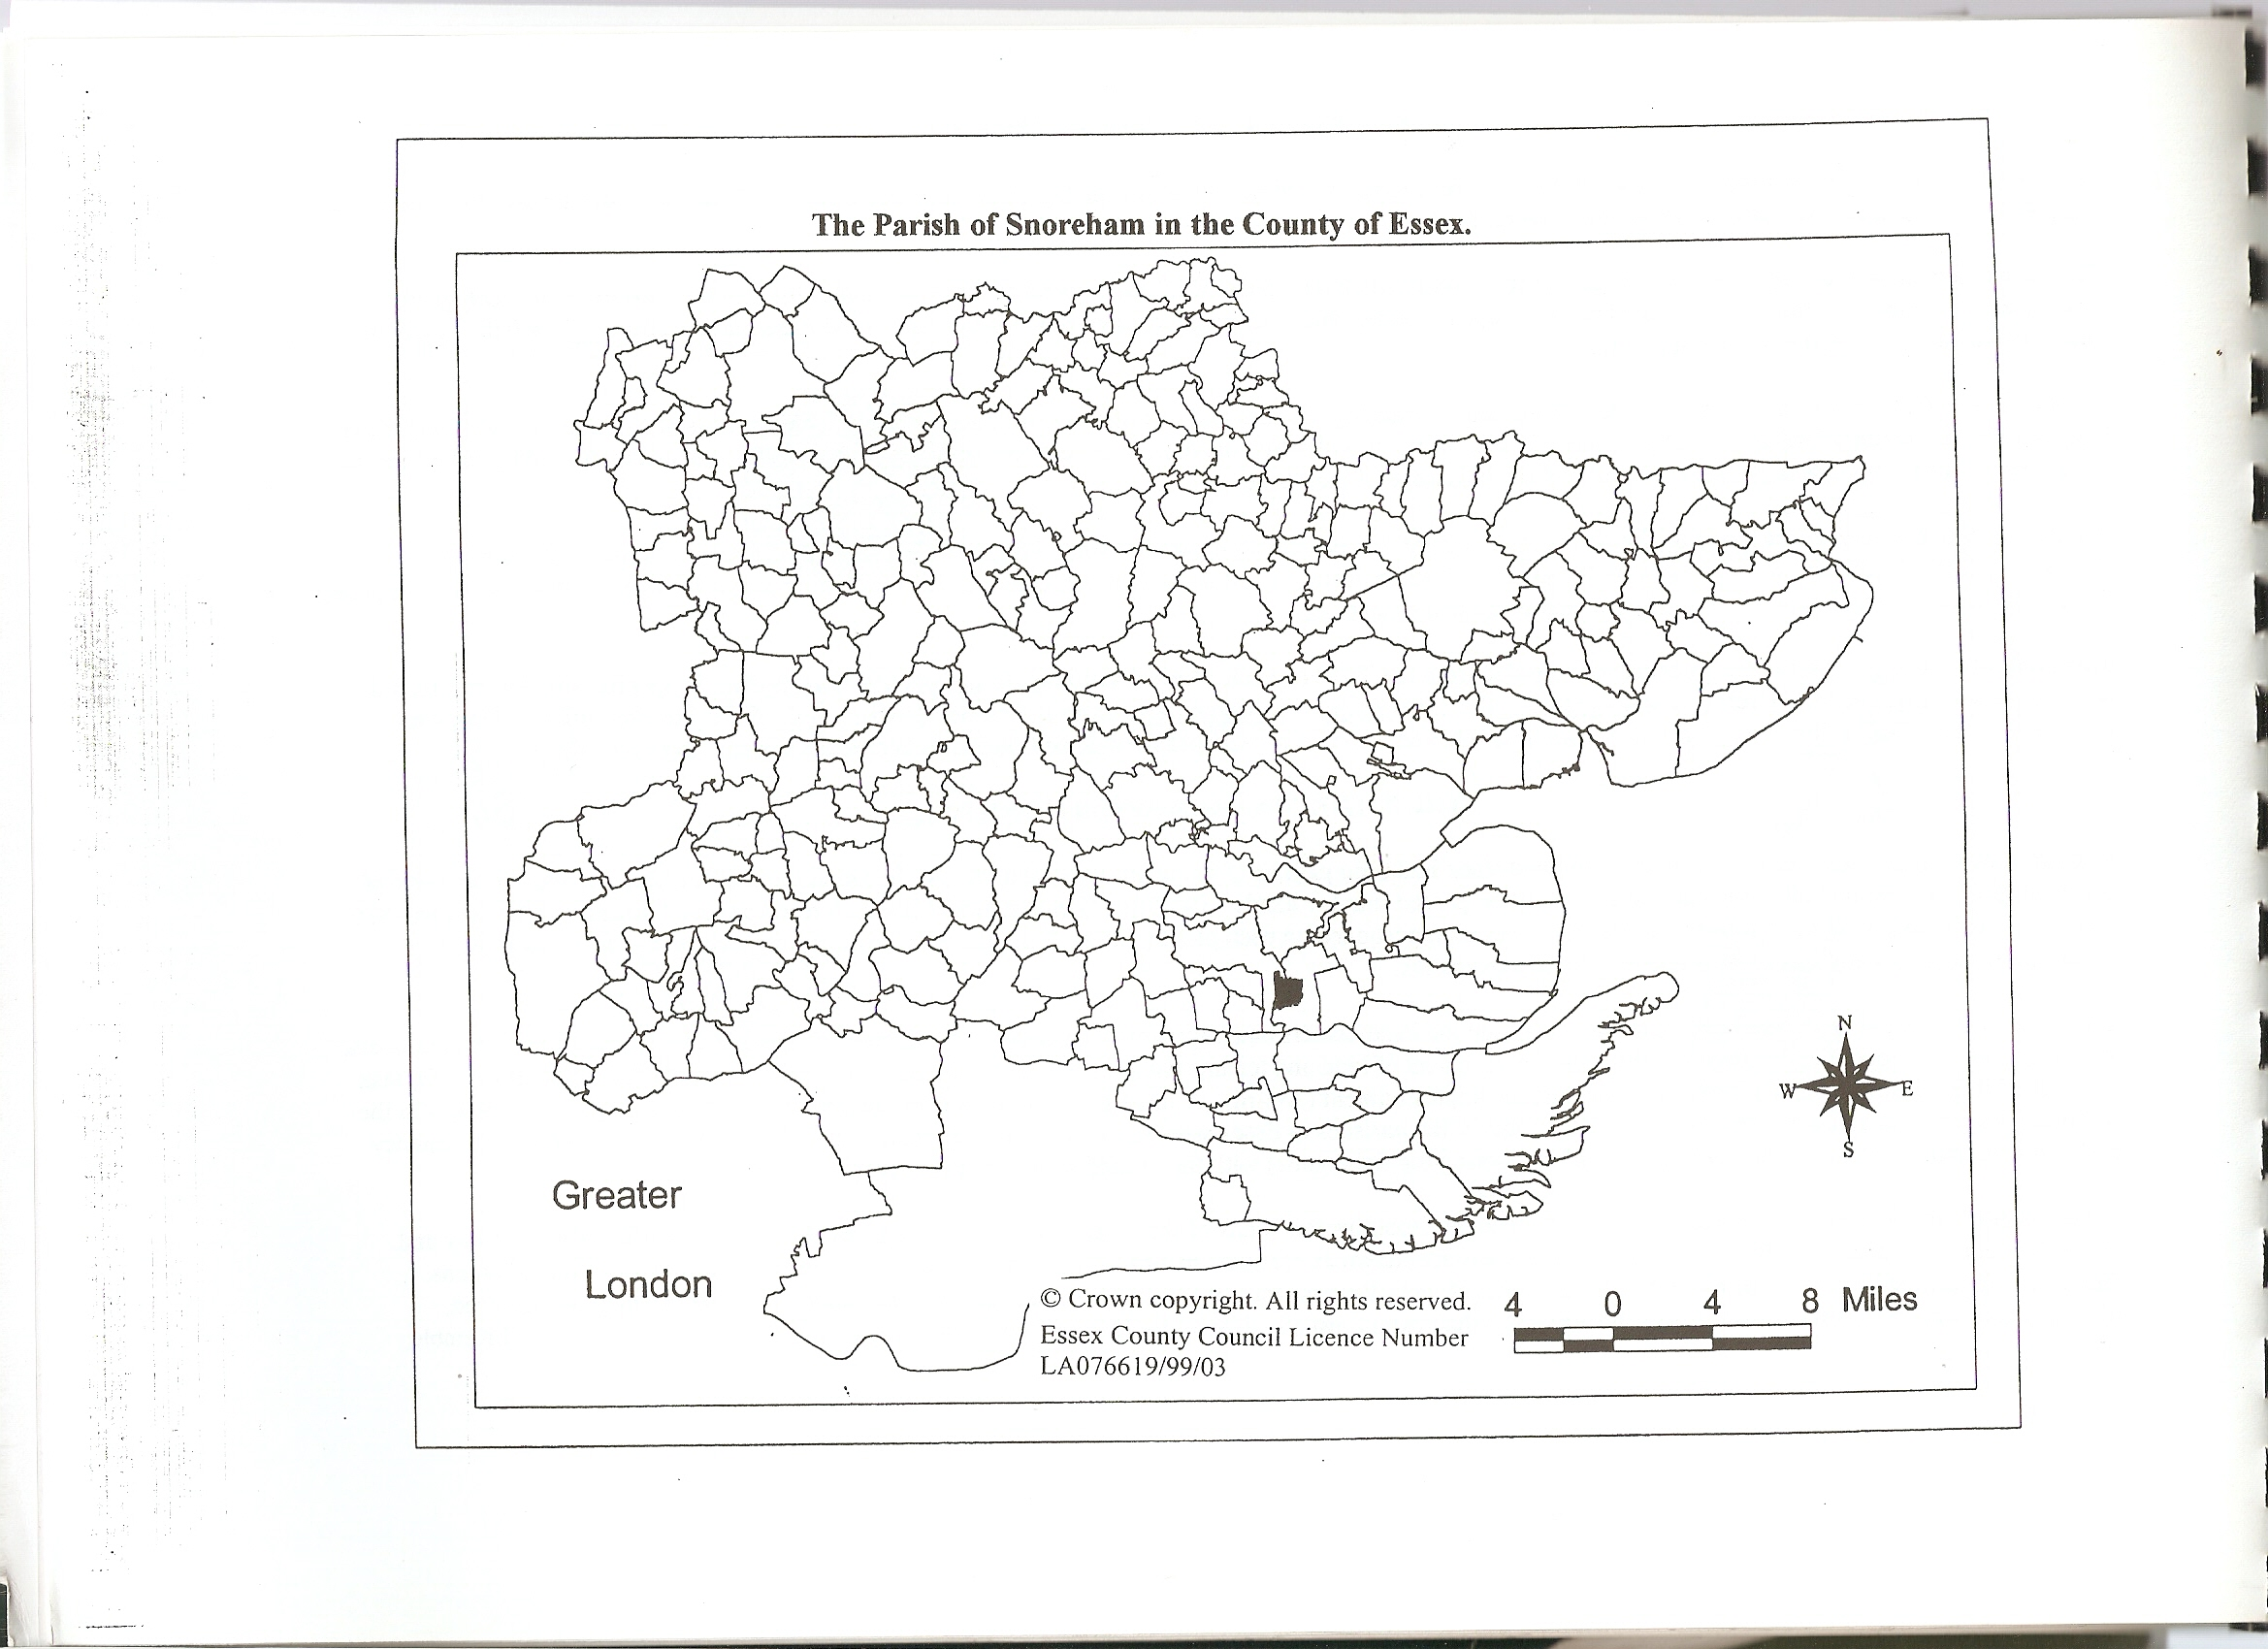 The Parish of Snoreham in the County of Essex.
N
W E
S
Greater
London
© Crown copyright. All rights reserved.
Essex County Council Licence Number
LA076619/99/03
4 0 4 8 Miles